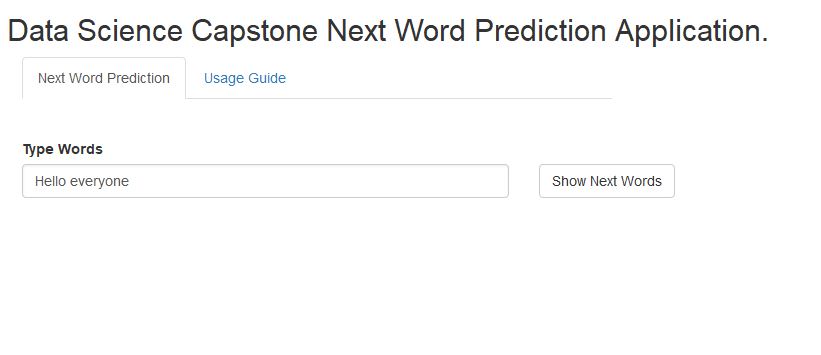 Data Science Capstone Next Word Prediction Application.
Next Word Prediction Usage Guide
Type Words
Hello everyone Show Next Words